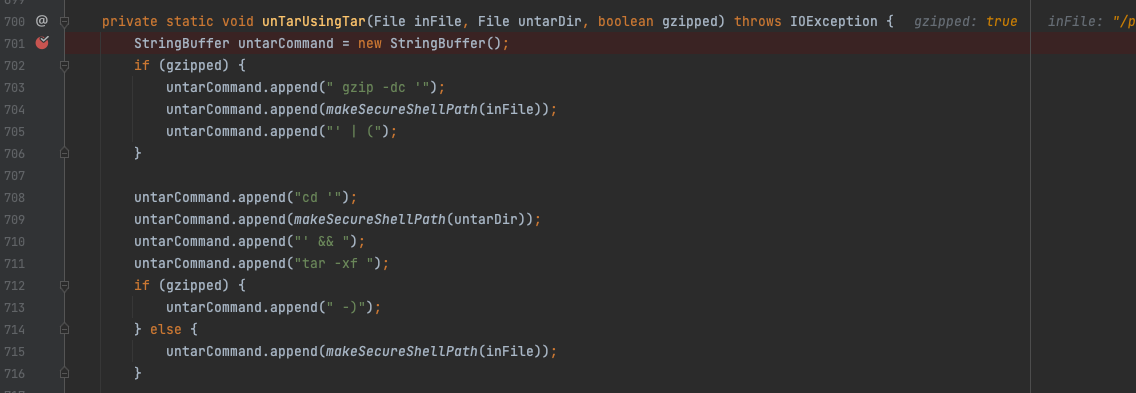 700 @ private static void unTarUsingTar(File inFile, File untarDir, boolean gzipped) throws IOException { gzipped: true inFile: "/p
701 StringBuffer untarCommand = new StringBuffer();
702 if (gzipped) {
703 untarCommand.append(" gzip -dc '");
704 untarCommand.append(makeSecureShellPath(inFile));
705 untarCommand.append("' | (");
706 }
707
708 untarCommand.append("cd '");
709 untarCommand.append(makeSecureShellPath(untarDir));
710 untarCommand.append("' && ");
711 untarCommand.append("tar -xf ");
712 if (gzipped) {
713 untarCommand.append(" -)");
714 } else {
715 untarCommand.append(makeSecureShellPath(inFile));
716 }